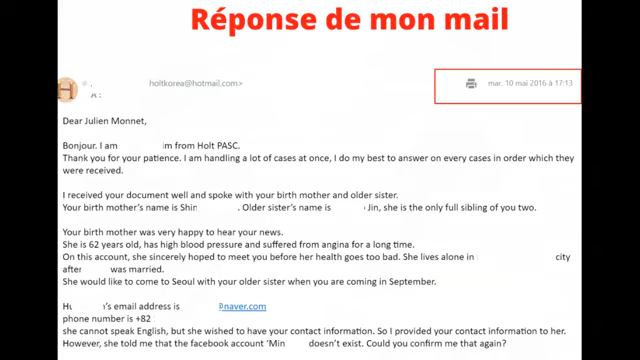 Réponse de mon mail
holtkorea@hotmail.com>
mar. 10 mai 2016 à 17:13
A :
Dear Julien Monnet,
Bonjour. I am im from Holt PASC.
Thank you for your patience. I am handling a lot of cases at once, I do my best to answer on every cases in order which they
were received.
I received your document well and spoke with your birth mother and older sister.
Your birth mother's name is Shin . Older sister's name is Jin, she is the only full sibling of you two.
Your birth mother was very happy to hear your news.
She is 62 years old, has high blood pressure and suffered from angina for a long time.
On this account, she sincerely hoped to meet you before her health goes too bad. She lives alone in city
after was married.
She would like to come to Seoul with your older sister when you are coming in September.
's email address is @naver.com
phone number is +82
she cannot speak English, but she wished to have your contact information. So I provided your contact information to her.
However, she told me that the facebook account 'Min doesn't exist. Could you confirm me that again?